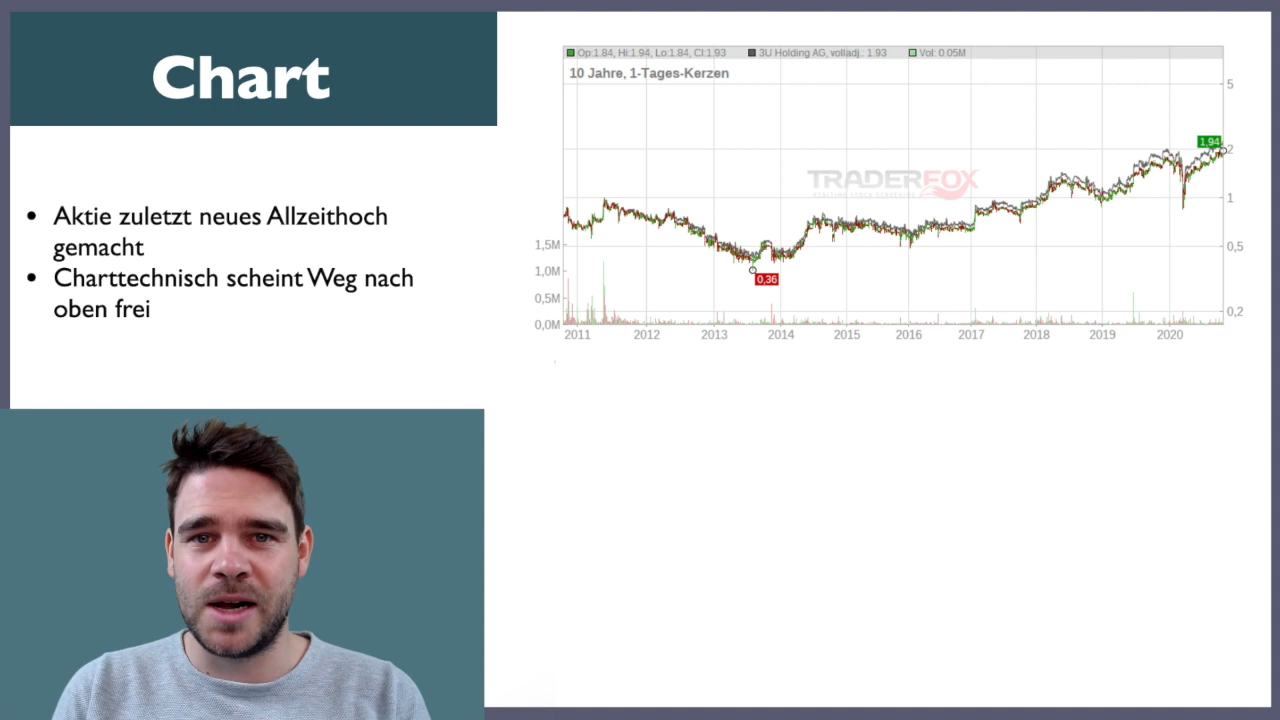 Chart
Aktie zuletzt neues Allzeithoch
gemacht
Charttechnisch scheint Weg nach
oben frei
Op:1.84, Hi:1.94, Lo:1.84, Cl:1.93 3U Holding AG, volladj.: 1.93 Vol: 0.05M
10 Jahre, 1-Tages-Kerzen
5
1,94
2
TRADERFOX
1
1,5M
0,5
1,0M
0,36
0,5M
0,2
0,0M
2011 2012 2013 2014 2015 2016 2017 2018 2019 2020